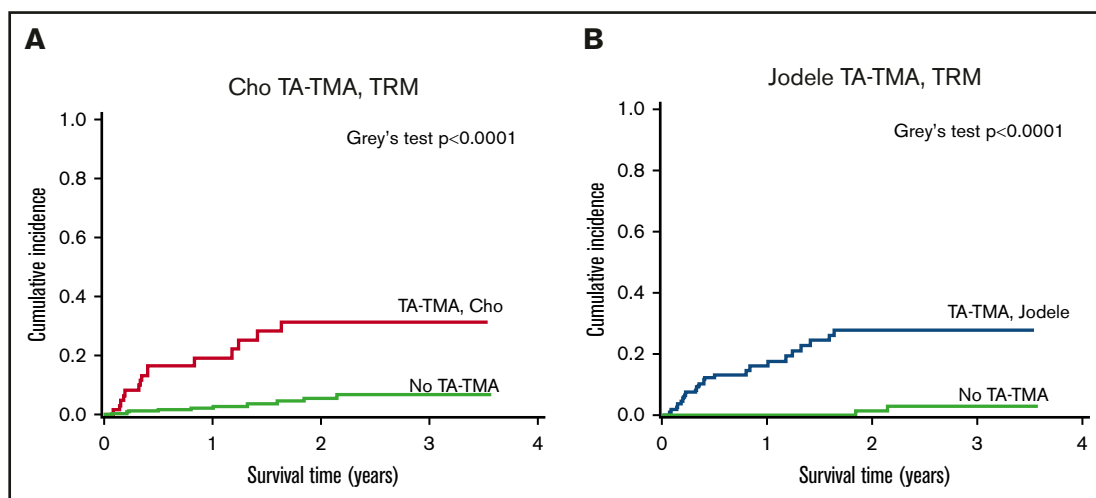 A
Cho TA-TMA, TRM
Grey's test p<0.0001
Cumulative incidence
1.0
0.8
0.6
0.4
0.2
0.0
TA-TMA, Cho
No TA-TMA
0 1 2 3 4
Survival time (years)
B
Jodele TA-TMA, TRM
Grey's test p<0.0001
Cumulative incidence
1.0
0.8
0.6
0.4
0.2
0.0
TA-TMA, Jodele
No TA-TMA
0 1 2 3 4
Survival time (years)